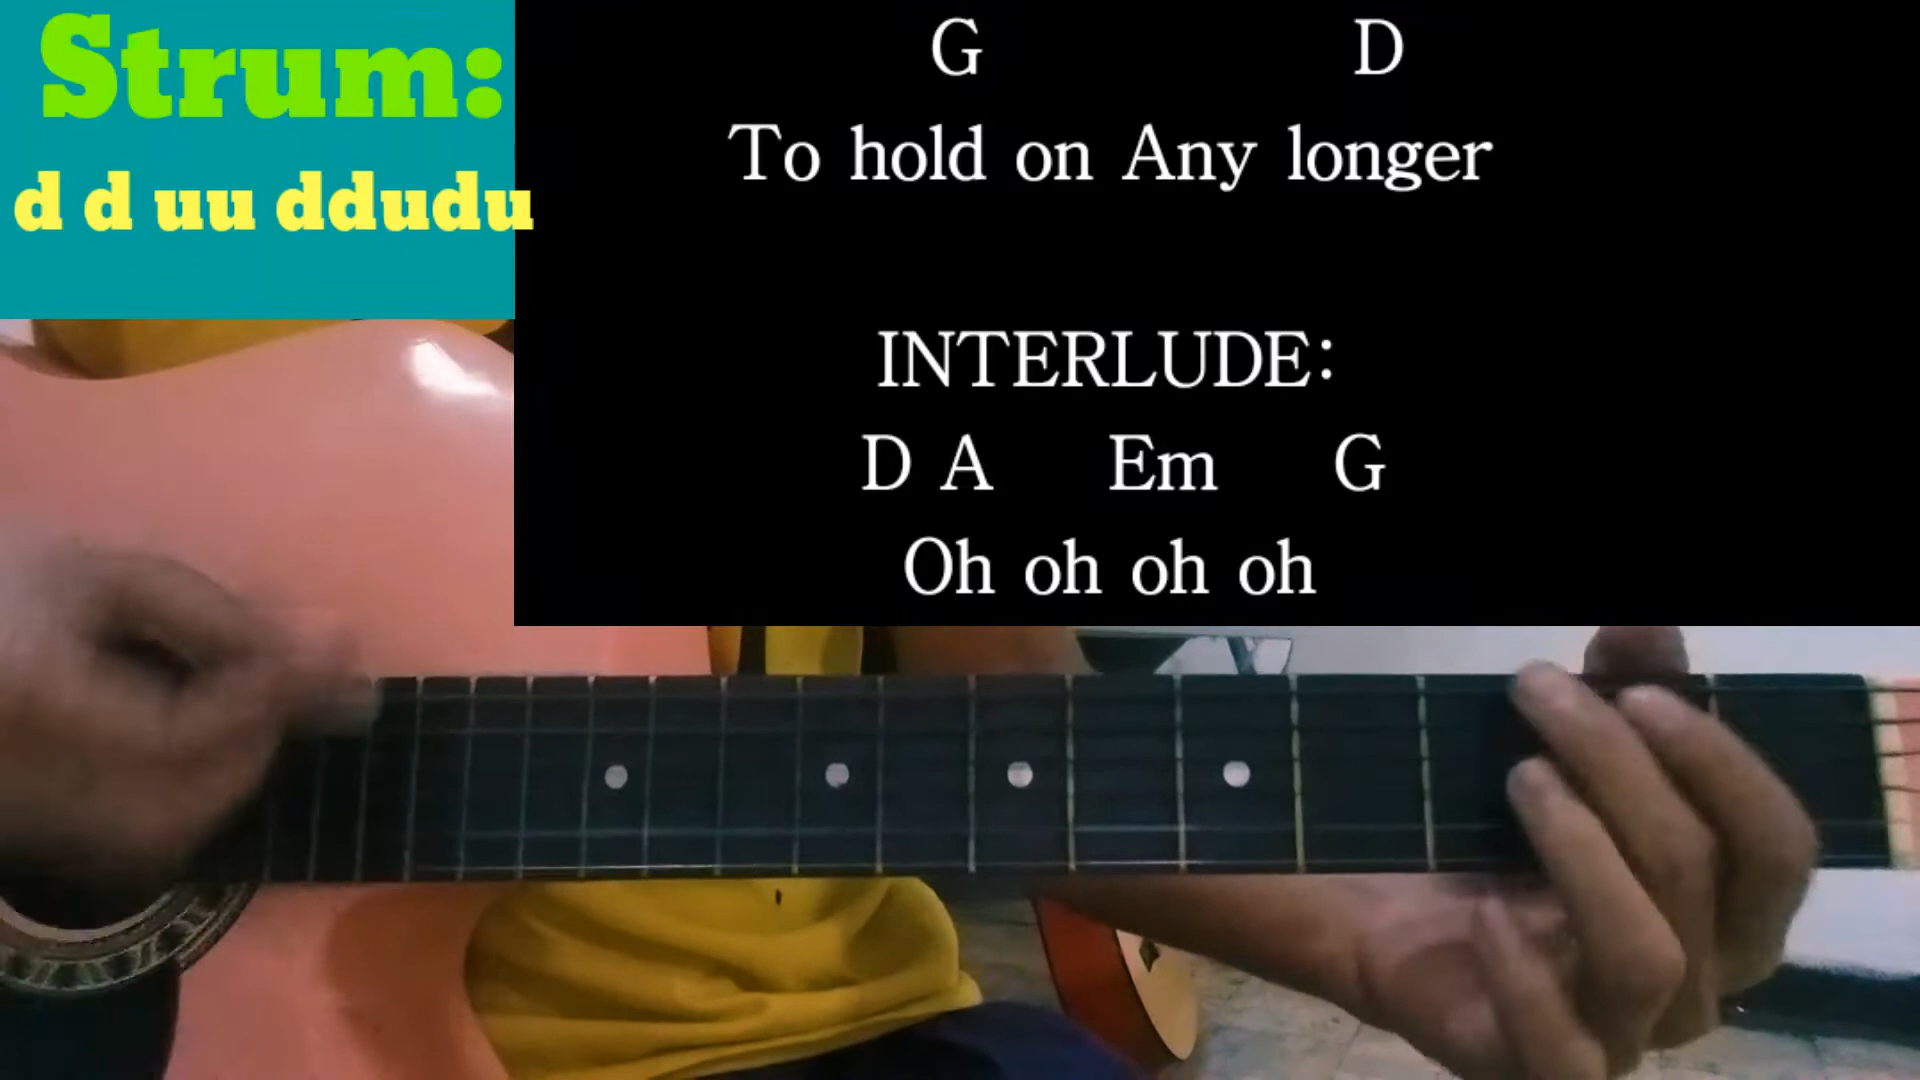 Strum:
d d uu ddudu
G D
To hold on Any longer
INTERLUDE:
D A Em G
Oh oh oh oh